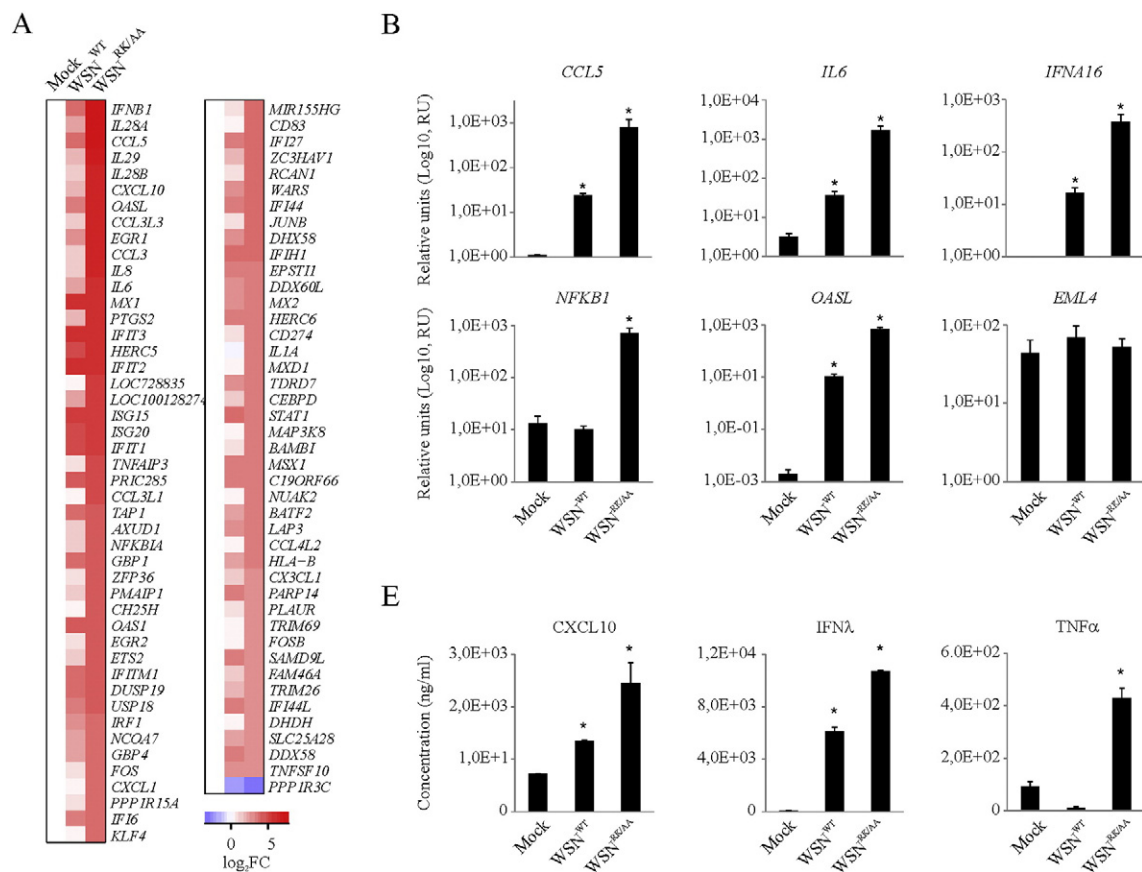 A
Mock
WSN^WT
WSN^RK/AA
IFNB1
IL28A
CCL5
IL29
IL28B
CXCL10
OASL
CCL3L3
EGR1
CCL3
IL8
IL6
MX1
PTGS2
IFIT3
HERC5
IFIT2
LOC728835
LOC100128274
ISG15
ISG20
IFIT1
TNFAIP3
PRIC285
CCL3L1
TAP1
AXUD1
NFKBIA
GBP1
ZFP36
PMAIP1
CH25H
OAS1
EGR2
ETS2
IFITM1
DUSP19
USP18
IRF1
NCOA7
GBP4
FOS
CXCL1
PPP1R15A
IFI6
KLF4
MIR155HG
CD83
IFI27
ZC3HAV1
RCAN1
WARS
IFI44
JUNB
DHX58
IFIH1
EPSTI1
DDX60L
MX2
HERC6
CD274
IL1A
MXD1
TDRD7
CEBPD
STAT1
MAP3K8
BAMBI
MSX1
C19ORF66
NUAK2
BATF2
LAP3
CCL4L2
HLA-B
CX3CL1
PARP14
PLAUR
TRIM69
FOSB
SAMD9L
FAM46A
TRIM26
IFI44L
DHDH
SLC25A28
DDX58
TNFSF10
PPP1R3C
0 5
log₂FC
B
CCL5
Relative units (Log10, RU)
1,0E+03
1,0E+02
1,0E+01
1,0E+00
*
*
IL6
1,0E+04
1,0E+03
1,0E+02
1,0E+01
1,0E+00
*
*
IFNA16
1,0E+03
1,0E+02
1,0E+01
1,0E+00
*
*
NFKB1
Relative units (Log10, RU)
1,0E+03
1,0E+02
1,0E+01
1,0E+00
*
Mock
WSN^WT
WSN^RK/AA
OASL
1,0E+03
1,0E+01
1,0E-01
1,0E-03
*
*
Mock
WSN^WT
WSN^RK/AA
EML4
1,0E+02
1,0E+01
1,0E+00
Mock
WSN^WT
WSN^RK/AA
E
CXCL10
Concentration (ng/ml)
3,0E+03
2,0E+03
1,0E+1
0
*
*
Mock
WSN^WT
WSN^RK/AA
IFNλ
1,2E+04
8,0E+03
4,0E+03
0
*
*
Mock
WSN^WT
WSN^RK/AA
TNFα
6.0E+02
4,0E+02
2,0E+02
0
*
Mock
WSN^WT
WSN^RK/AA